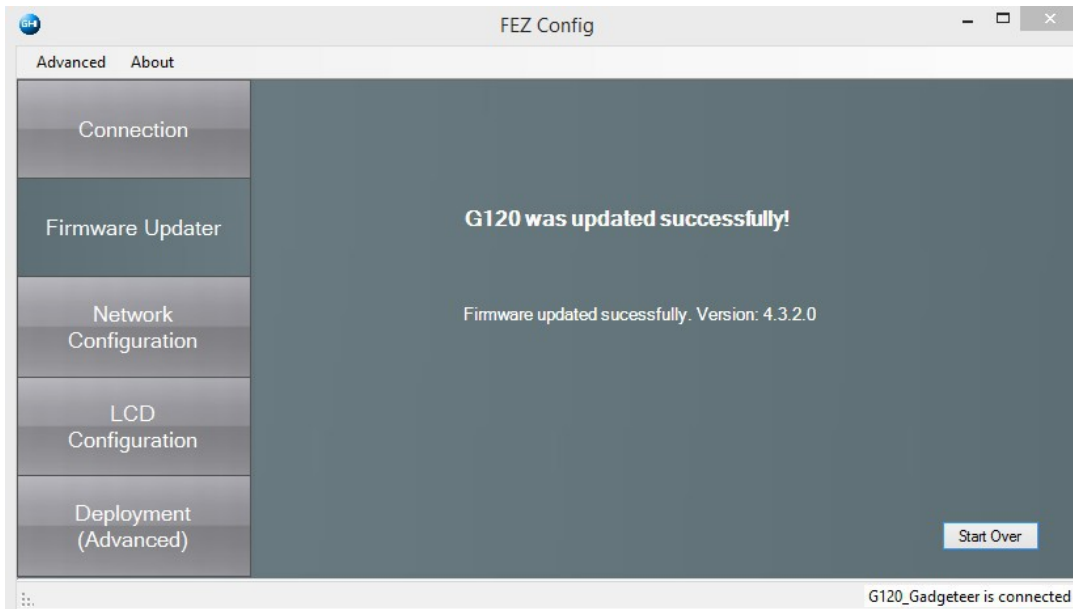 GHI
FEZ Config
Advanced About
Connection
Firmware Updater
Network
Configuration
LCD
Configuration
Deployment
(Advanced)
G120 was updated successfully!
Firmware updated sucessfully. Version: 4.3.2.0
Start Over
G120_Gadgeteer is connected